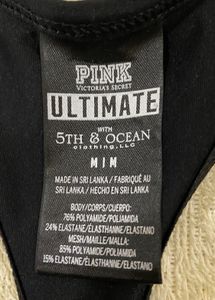 PINK
VICTORIA'S SECRET
ULTIMATE
WITH
5TH & OCEAN
clothing, LLC
M | M
MADE IN SRI LANKA / FABRIQUÉ AU
SRI LANKA / HECHO EN SRI LANKA
BODY/CORPS/CUERPO:
76% POLYAMIDE/POLIAMIDA
24% ELASTANE/ÉLASTHANNE/ELASTANO
MESH/MAILLE/MALLA:
85% POLYAMIDE/POLIAMIDA
15% ELASTANE/ÉLASTHANNE/ELASTANO